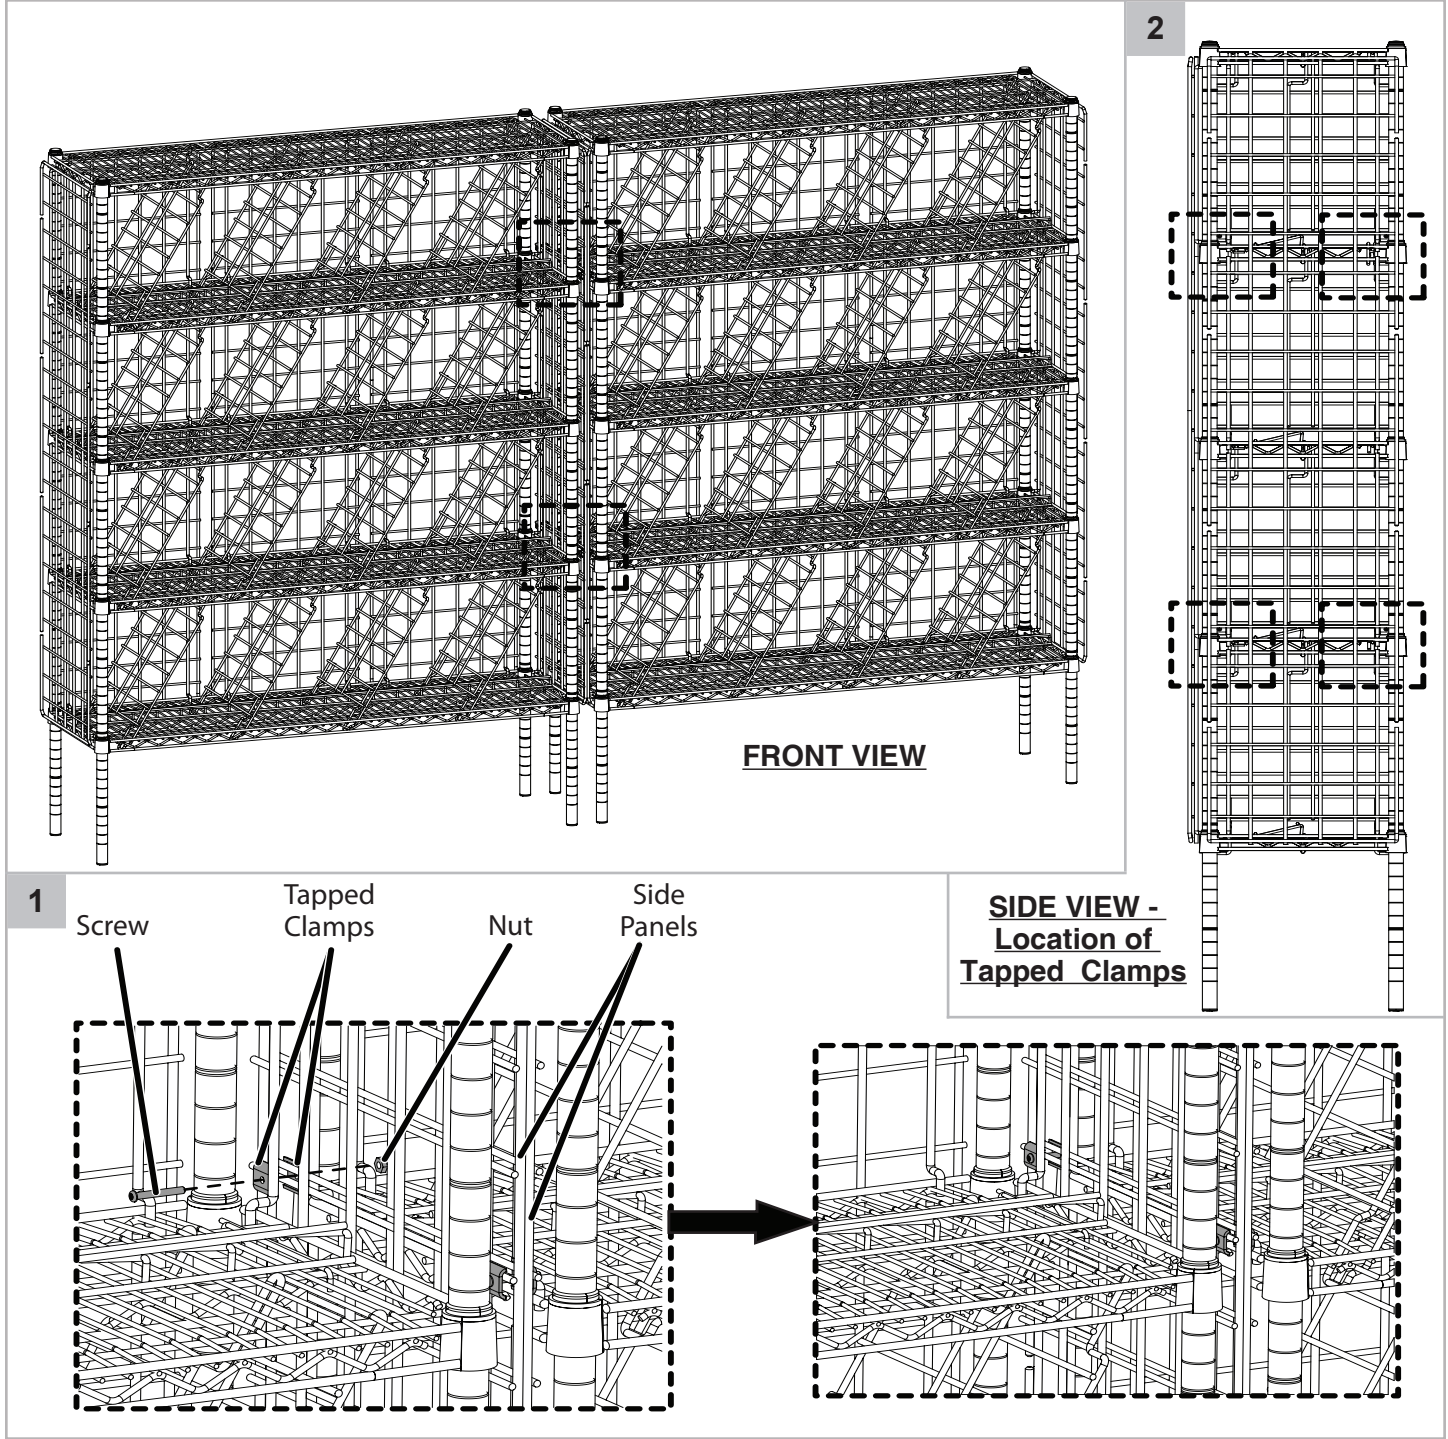 2
FRONT VIEW
1
Screw
Tapped
Clamps
Nut
Side
Panels
SIDE VIEW -
Location of
Tapped Clamps